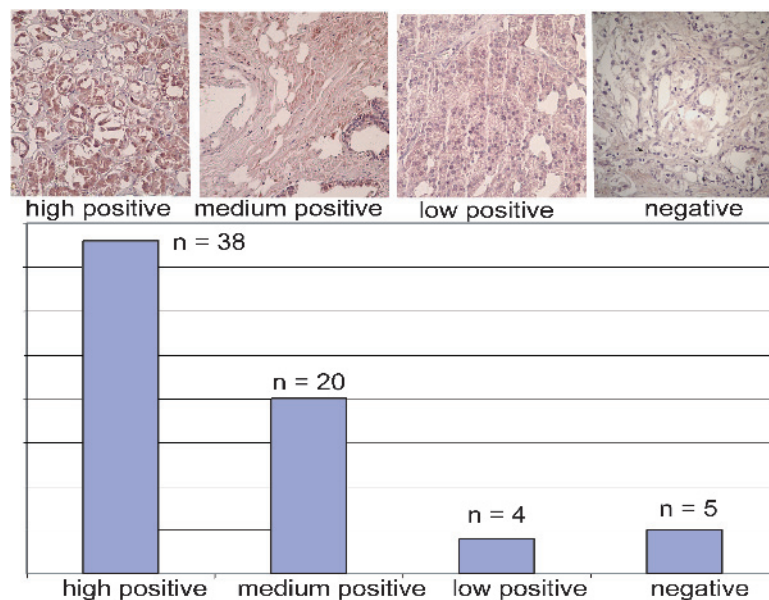 high positive medium positive low positive negative
n = 38
n = 20
n = 4
n = 5
high positive medium positive low positive negative